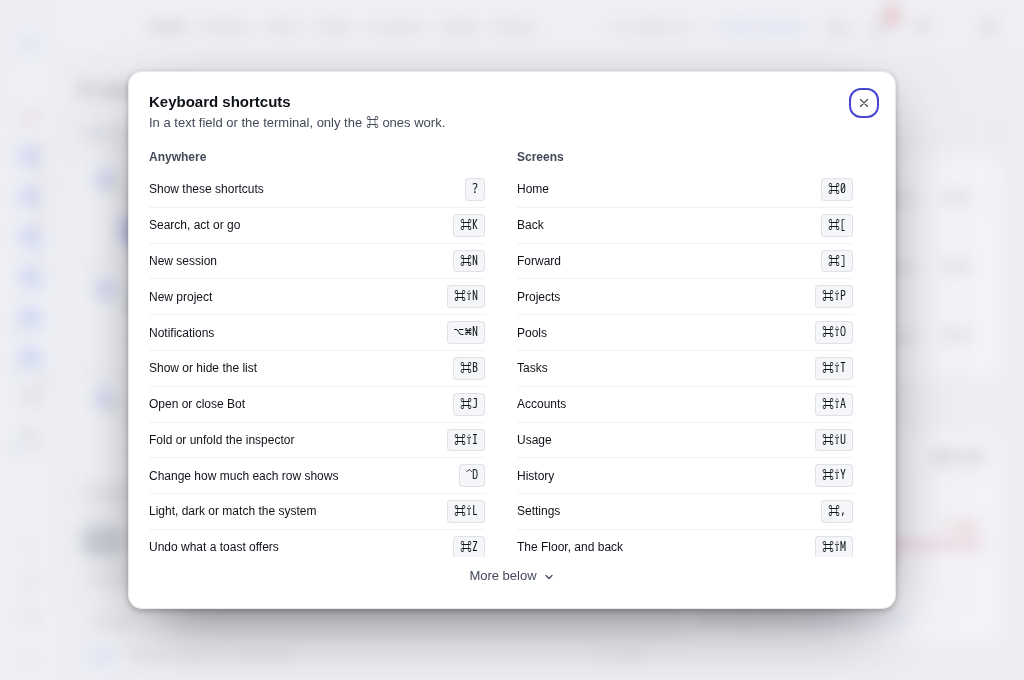 Keyboard shortcuts
In a text field or the terminal, only the ⌘ ones work.
Anywhere
Show these shortcuts ?
Search, act or go ⌘K
New session ⌘N
New project ⌘⇧N
Notifications ⌥⌘N
Show or hide the list ⌘B
Open or close Bot ⌘J
Fold or unfold the inspector ⌘⇧I
Change how much each row shows ^D
Light, dark or match the system ⌘⇧L
Undo what a toast offers ⌘Z
Screens
Home ⌘0
Back ⌘[
Forward ⌘]
Projects ⌘⇧P
Pools ⌘⇧O
Tasks ⌘⇧T
Accounts ⌘⇧A
Usage ⌘⇧U
History ⌘⇧Y
Settings ⌘,
The Floor, and back ⌘⇧M
More below